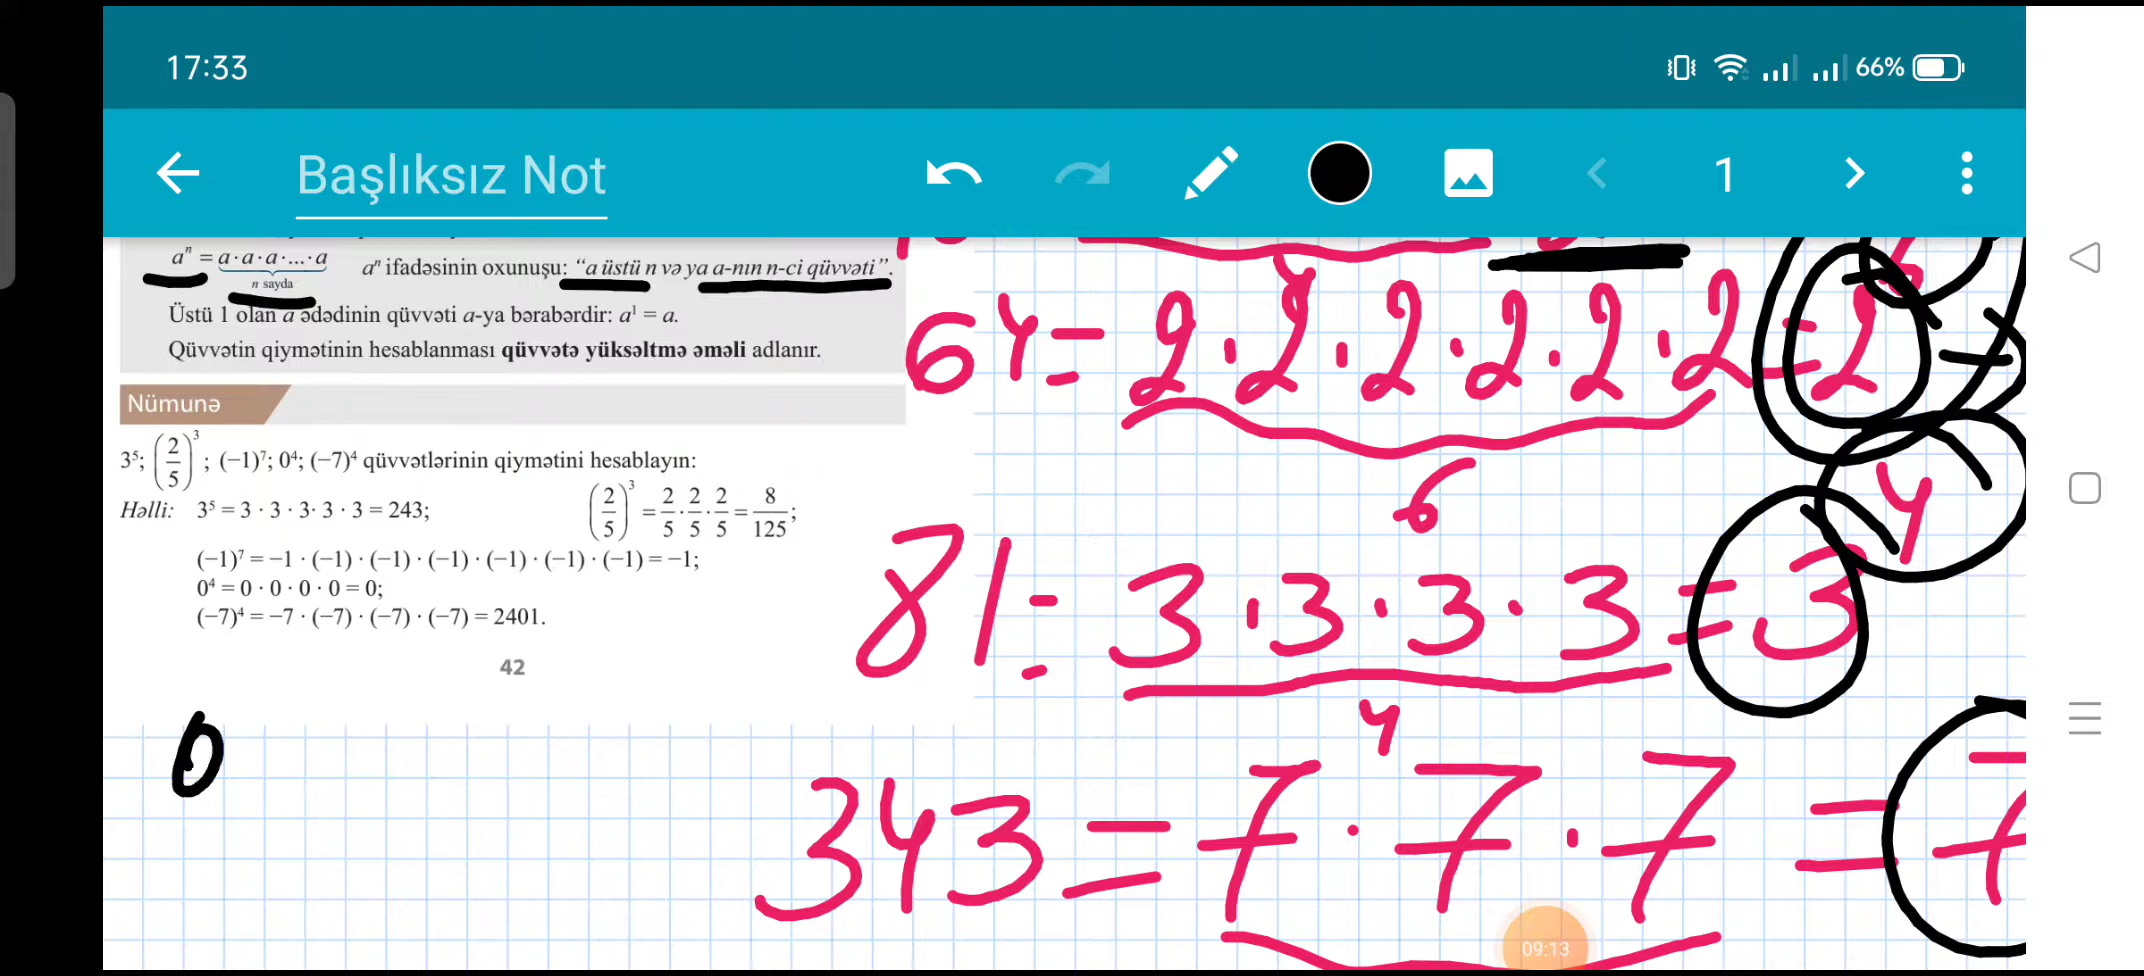 17:33
66%
Başlıksız Not
1
aⁿ = a · a · a · ... · a
n sayda
aⁿ ifadəsinin oxunuşu: “a üstü n və ya a-nın n-ci qüvvəti”.
Üstü 1 olan a ədədinin qüvvəti a-ya bərabərdir: a¹ = a.
Qüvvətin qiymətinin hesablanması qüvvətə yüksəltmə əməli adlanır.
Nümunə
3⁵; (2/5)³; (−1)⁷; 0⁴; (−7)⁴ qüvvətlərinin qiymətini hesablayın:
Həlli: 3⁵ = 3 · 3 · 3 · 3 · 3 = 243; (2/5)³ = 2/5 · 2/5 · 2/5 = 8/125;
(−1)⁷ = −1 · (−1) · (−1) · (−1) · (−1) · (−1) · (−1) = −1;
0⁴ = 0 · 0 · 0 · 0 = 0;
(−7)⁴ = −7 · (−7) · (−7) · (−7) = 2401.
42
64 = 2 · 2 · 2 · 2 · 2 · 2 = 2
6
81 = 3 · 3 · 3 · 3 = 3⁴
4
343 = 7 · 7 · 7 = 7
0
09:13